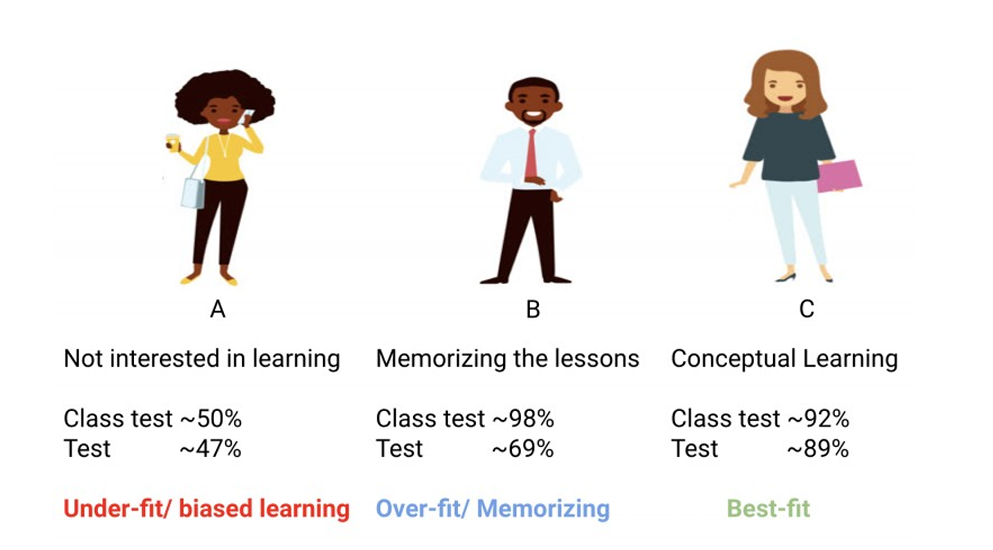 A
B
C
Not interested in learning
Memorizing the lessons
Conceptual Learning
Class test ~50%
Test ~47%
Class test ~98%
Test ~69%
Class test ~92%
Test ~89%
Under-fit/ biased learning
Over-fit/ Memorizing
Best-fit